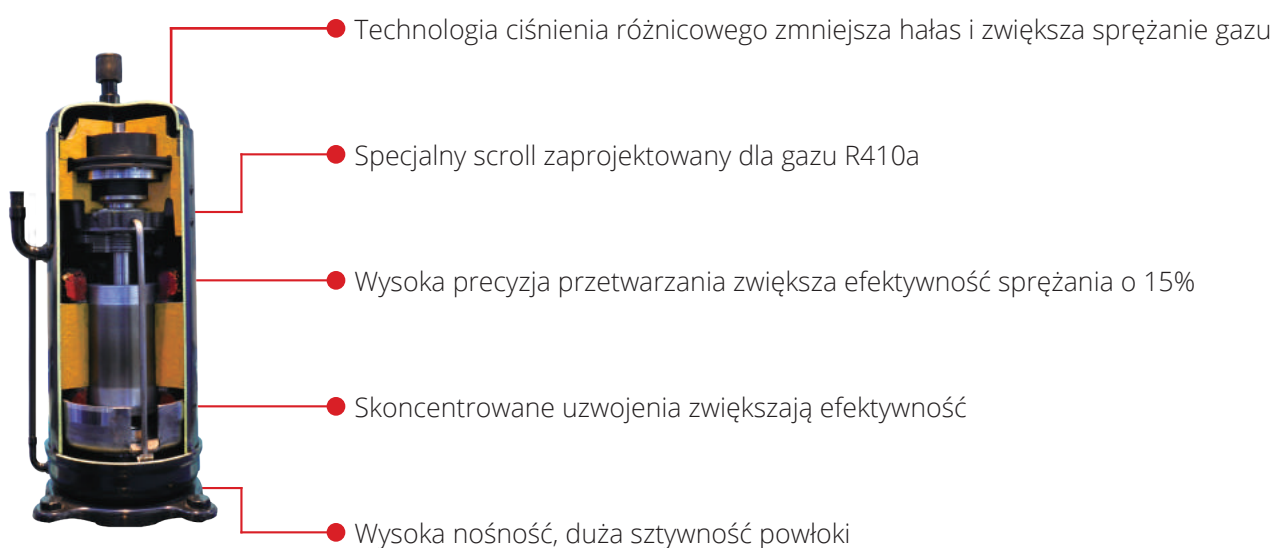 Technologia ciśnienia różnicowego zmniejsza hałas i zwiększa sprężanie gazu
Specjalny scroll zaprojektowany dla gazu R410a
Wysoka precyzja przetwarzania zwiększa efektywność sprężania o 15%
Skoncentrowane uzwojenia zwiększają efektywność
Wysoka nośność, duża sztywność powłoki